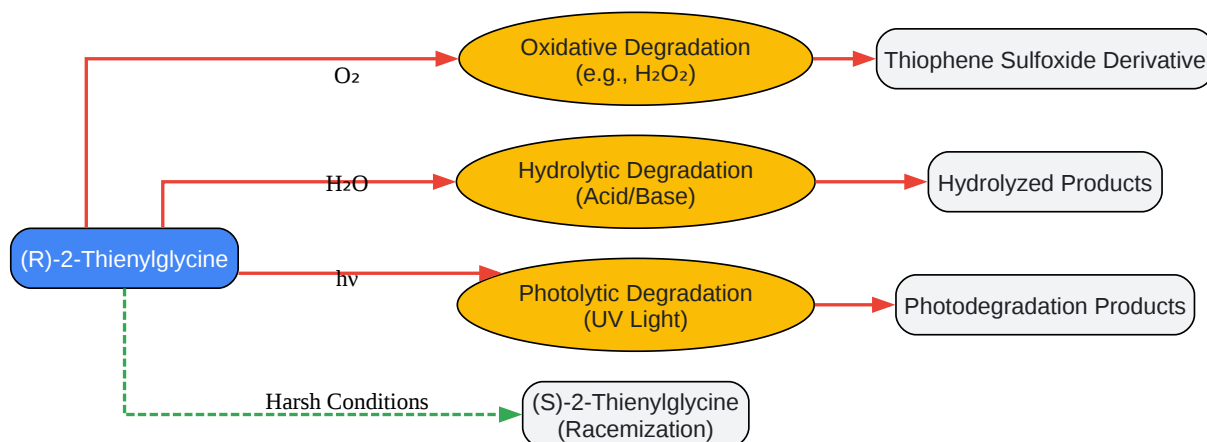 Oxidative Degradation
(e.g., H₂O₂)
Thiophene Sulfoxide Derivative
O₂
Hydrolytic Degradation
(Acid/Base)
Hydrolyzed Products
H₂O
(R)-2-Thienylglycine
hν
Photolytic Degradation
(UV Light)
Photodegradation Products
Harsh Conditions
(S)-2-Thienylglycine
(Racemization)